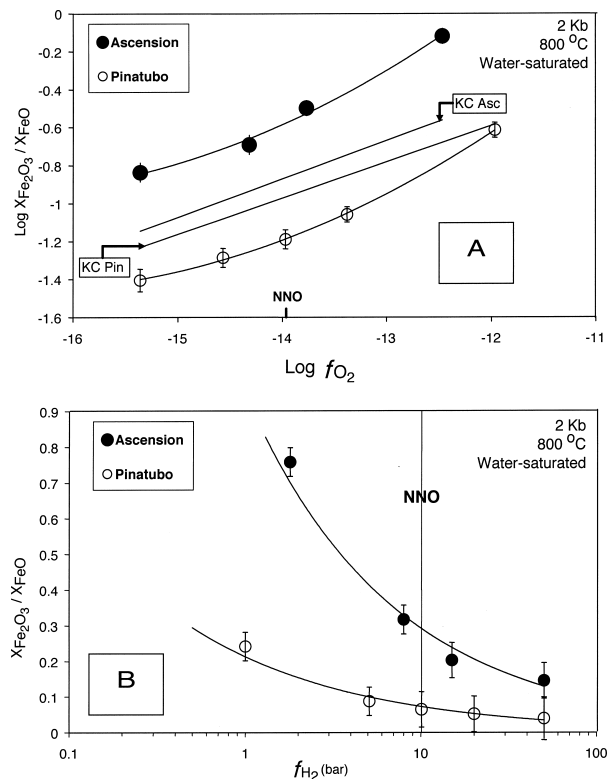 0
-0.2
-0.4
-0.6
-0.8
-1
-1.2
-1.4
-1.6
Log XFe2O3 / XFeO
Ascension
Pinatubo
2 Kb
800 °C
Water-saturated
KC Asc
KC Pin
A
NNO
-16 -15 -14 -13 -12 -11
Log fO2
0.9
0.8
0.7
0.6
0.5
0.4
0.3
0.2
0.1
0
XFe2O3 / XFeO
Ascension
Pinatubo
2 Kb
800 °C
Water-saturated
NNO
B
0.1 1 10 100
fH2 (bar)